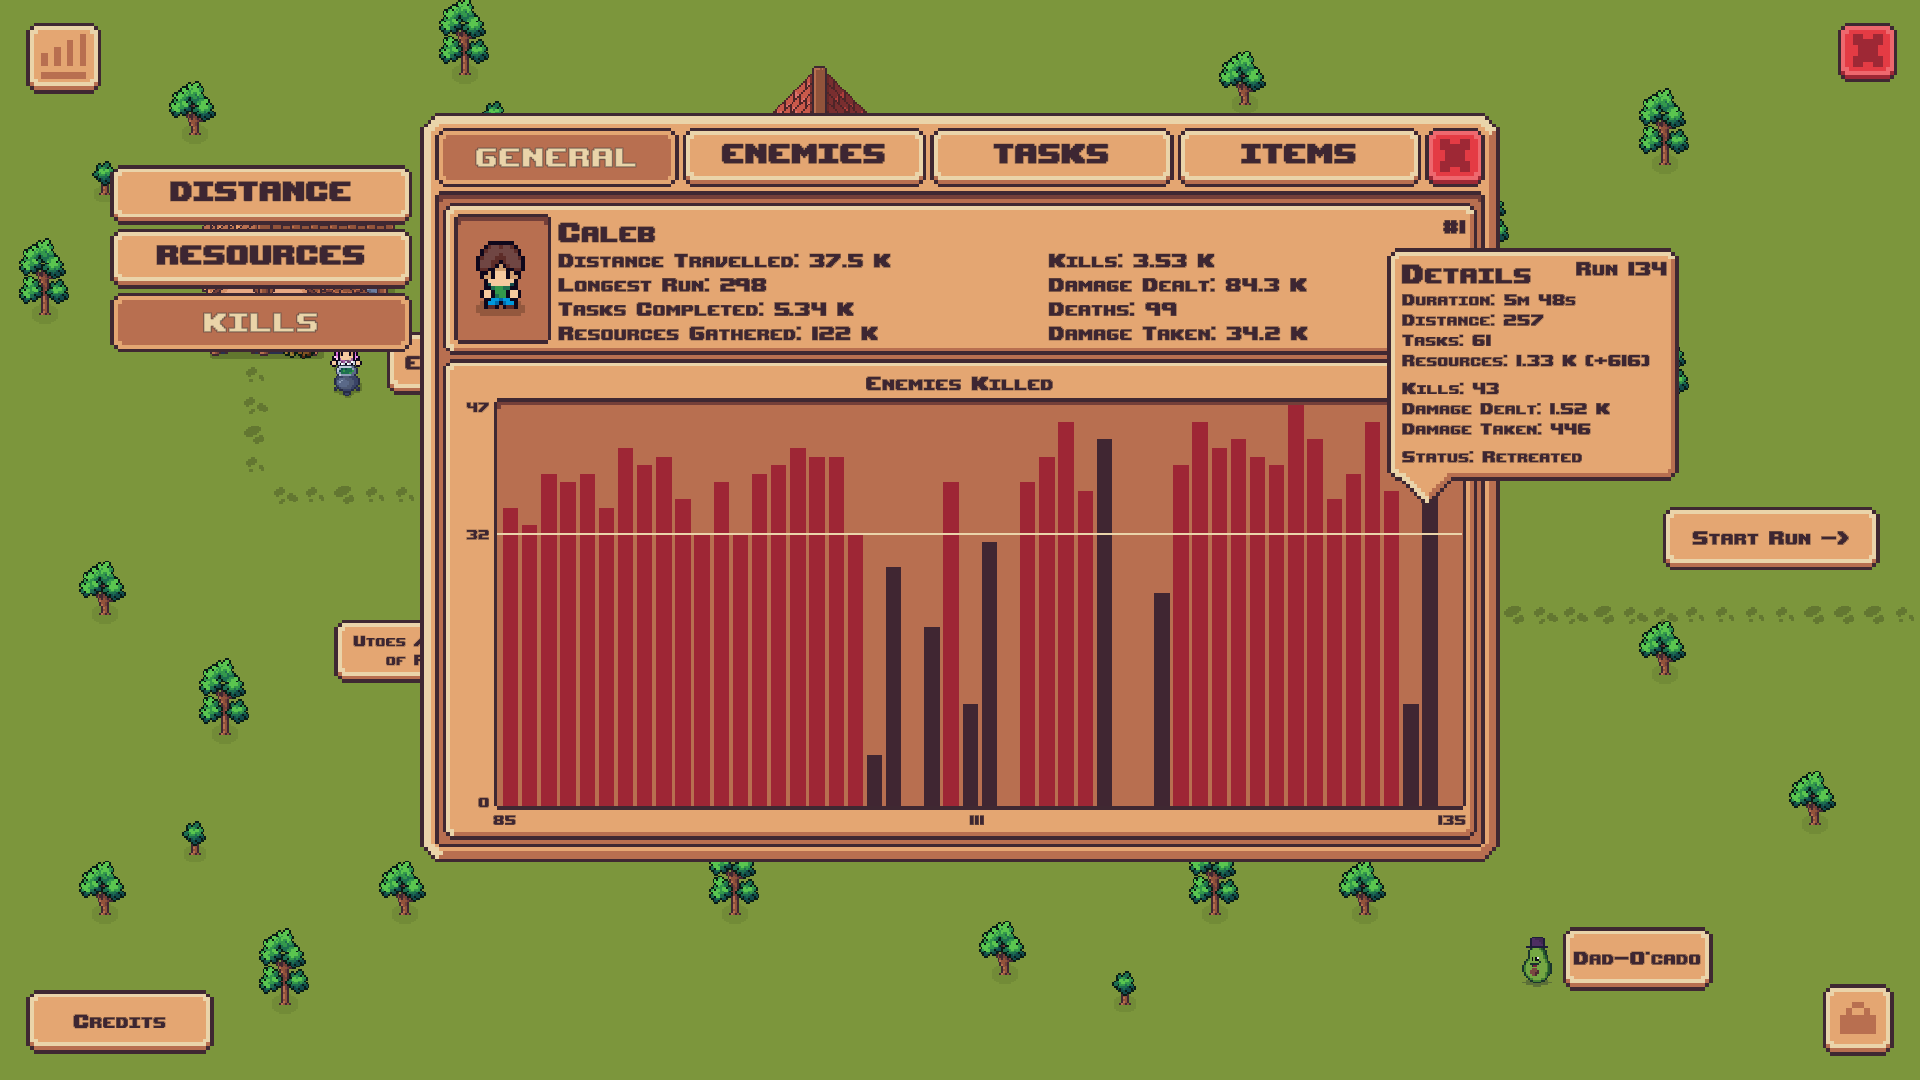 GENERAL
ENEMIES
TASKS
ITEMS
DISTANCE
RESOURCES
KILLS
Caleb
#1
Distance Travelled: 37.5 K
Longest Run: 298
Tasks Completed: 5.34 K
Resources Gathered: 122 K
Kills: 3.53 K
Damage Dealt: 84.3 K
Deaths: 99
Damage Taken: 34.2 K
Details
Run 134
Duration: 5m 48s
Distance: 257
Tasks: 61
Resources: 1.33 K (+616)
Kills: 43
Damage Dealt: 1.52 K
Damage Taken: 446
Status: Retreated
Enemies Killed
47
32
0
85
111
135
Start Run ->
Utoes
of
Dad-O'cado
Credits